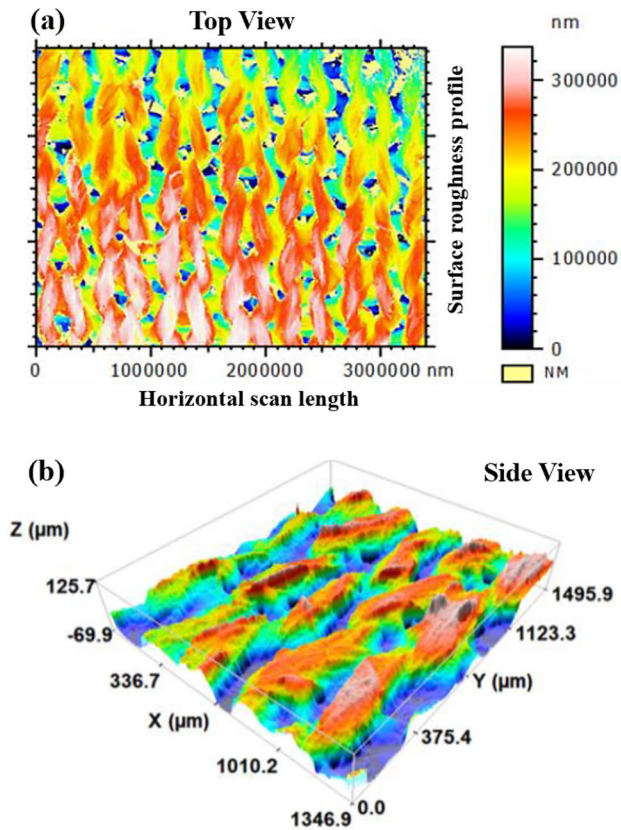 (a) Top View
nm
300000
200000
100000
0
NM
Surface roughness profile
0 1000000 2000000 3000000 nm
Horizontal scan length
(b) Side View
Z (µm)
125.7
-69.9
336.7
X (µm)
1010.2
1346.9
0.0
375.4
Y (µm)
1123.3
1495.9